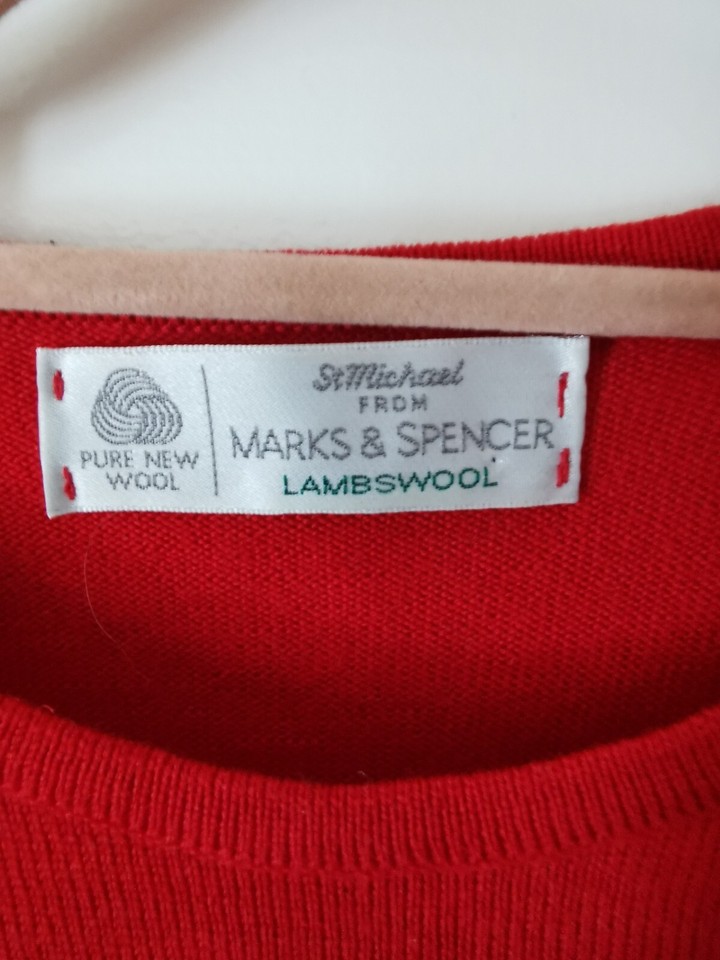 PURE NEW
WOOL
St Michael
FROM
MARKS & SPENCER
LAMBSWOOL